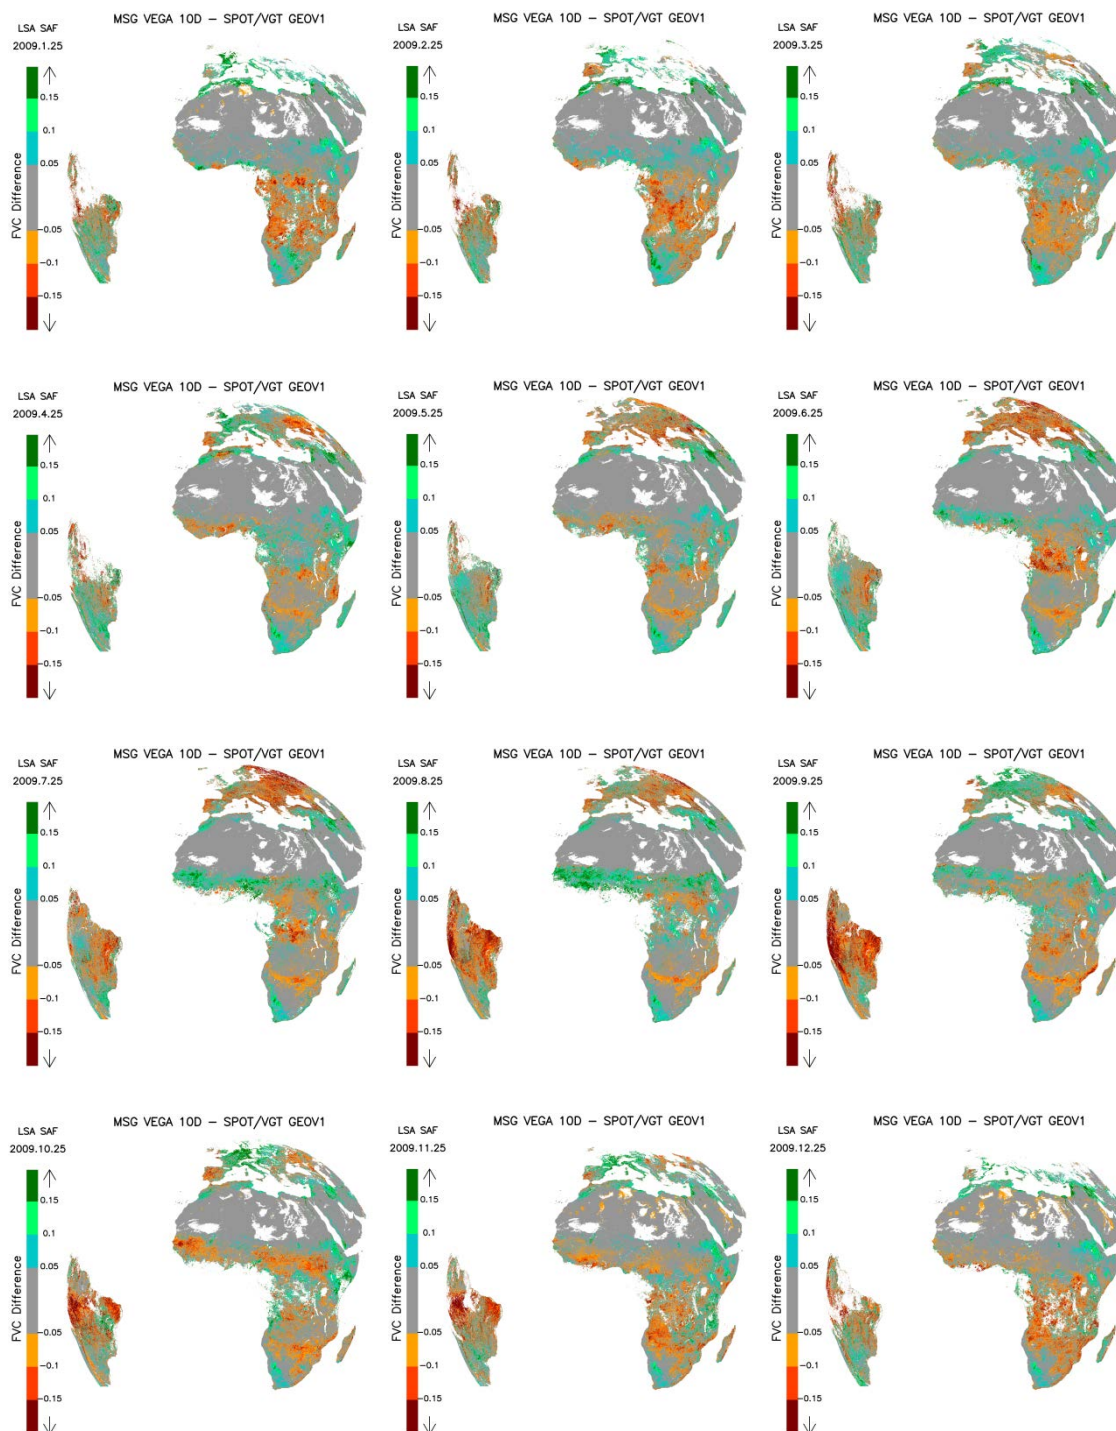 MSG VEGA 10D – SPOT/VGT GEOV1
LSA SAF
2009.1.25
0.15
0.1
0.05
−0.05
−0.1
−0.15
FVC Difference
MSG VEGA 10D – SPOT/VGT GEOV1
LSA SAF
2009.2.25
0.15
0.1
0.05
−0.05
−0.1
−0.15
FVC Difference
MSG VEGA 10D – SPOT/VGT GEOV1
LSA SAF
2009.3.25
0.15
0.1
0.05
−0.05
−0.1
−0.15
FVC Difference
MSG VEGA 10D – SPOT/VGT GEOV1
LSA SAF
2009.4.25
0.15
0.1
0.05
−0.05
−0.1
−0.15
FVC Difference
MSG VEGA 10D – SPOT/VGT GEOV1
LSA SAF
2009.5.25
0.15
0.1
0.05
−0.05
−0.1
−0.15
FVC Difference
MSG VEGA 10D – SPOT/VGT GEOV1
LSA SAF
2009.6.25
0.15
0.1
0.05
−0.05
−0.1
−0.15
FVC Difference
MSG VEGA 10D – SPOT/VGT GEOV1
LSA SAF
2009.7.25
0.15
0.1
0.05
−0.05
−0.1
−0.15
FVC Difference
MSG VEGA 10D – SPOT/VGT GEOV1
LSA SAF
2009.8.25
0.15
0.1
0.05
−0.05
−0.1
−0.15
FVC Difference
MSG VEGA 10D – SPOT/VGT GEOV1
LSA SAF
2009.9.25
0.15
0.1
0.05
−0.05
−0.1
−0.15
FVC Difference
MSG VEGA 10D – SPOT/VGT GEOV1
LSA SAF
2009.10.25
0.15
0.1
0.05
−0.05
−0.1
−0.15
FVC Difference
MSG VEGA 10D – SPOT/VGT GEOV1
LSA SAF
2009.11.25
0.15
0.1
0.05
−0.05
−0.1
−0.15
FVC Difference
MSG VEGA 10D – SPOT/VGT GEOV1
LSA SAF
2009.12.25
0.15
0.1
0.05
−0.05
−0.1
−0.15
FVC Difference